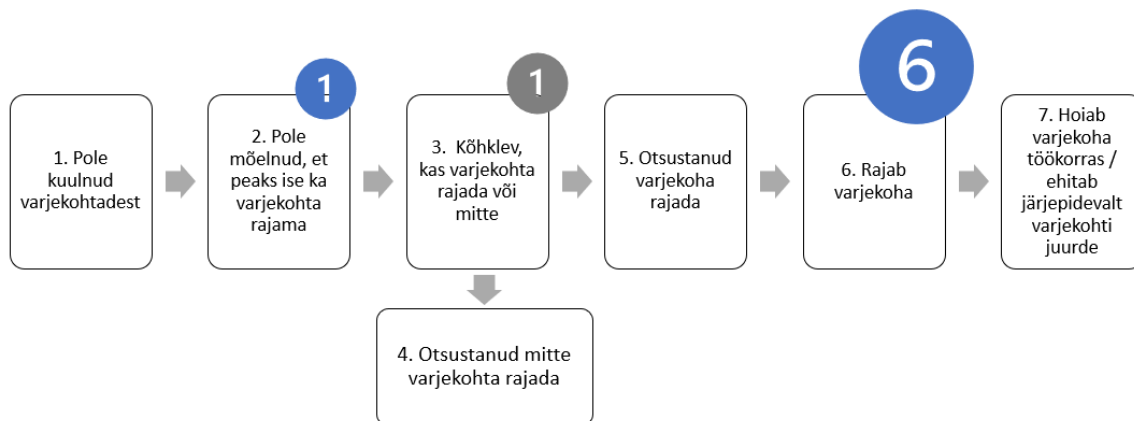 1. Pole
kuulnud
varjekohtadest
1
2. Pole
mõelnud, et
peaks ise ka
varjekohta
rajama
1
3. Kõhklev,
kas varjekohta
rajada või
mitte
4. Otsustanud mitte
varjekohta rajada
5. Otsustanud
varjekoha
rajada
6
6. Rajab
varjekoha
7. Hoiab
varjekoha
töökorras /
ehitab
järjepidevalt
varjekohti
juurde